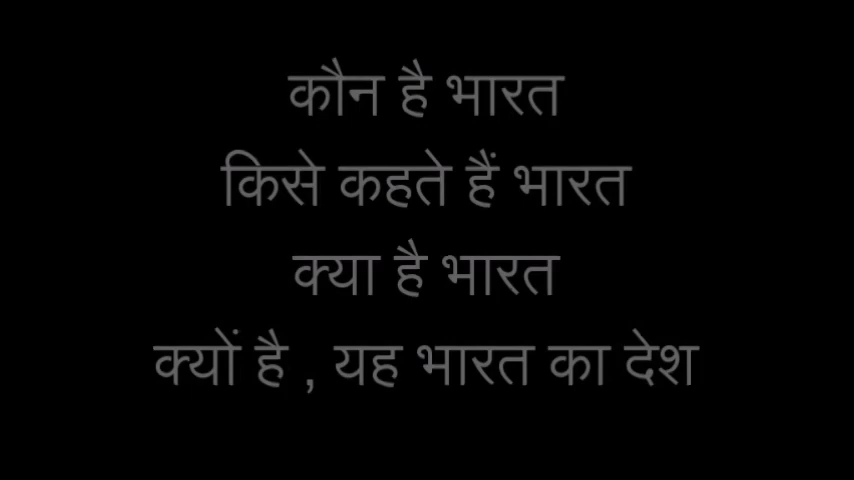 कौन है भारत
किसे कहते हैं भारत
क्या है भारत
क्यों है , यह भारत का देश